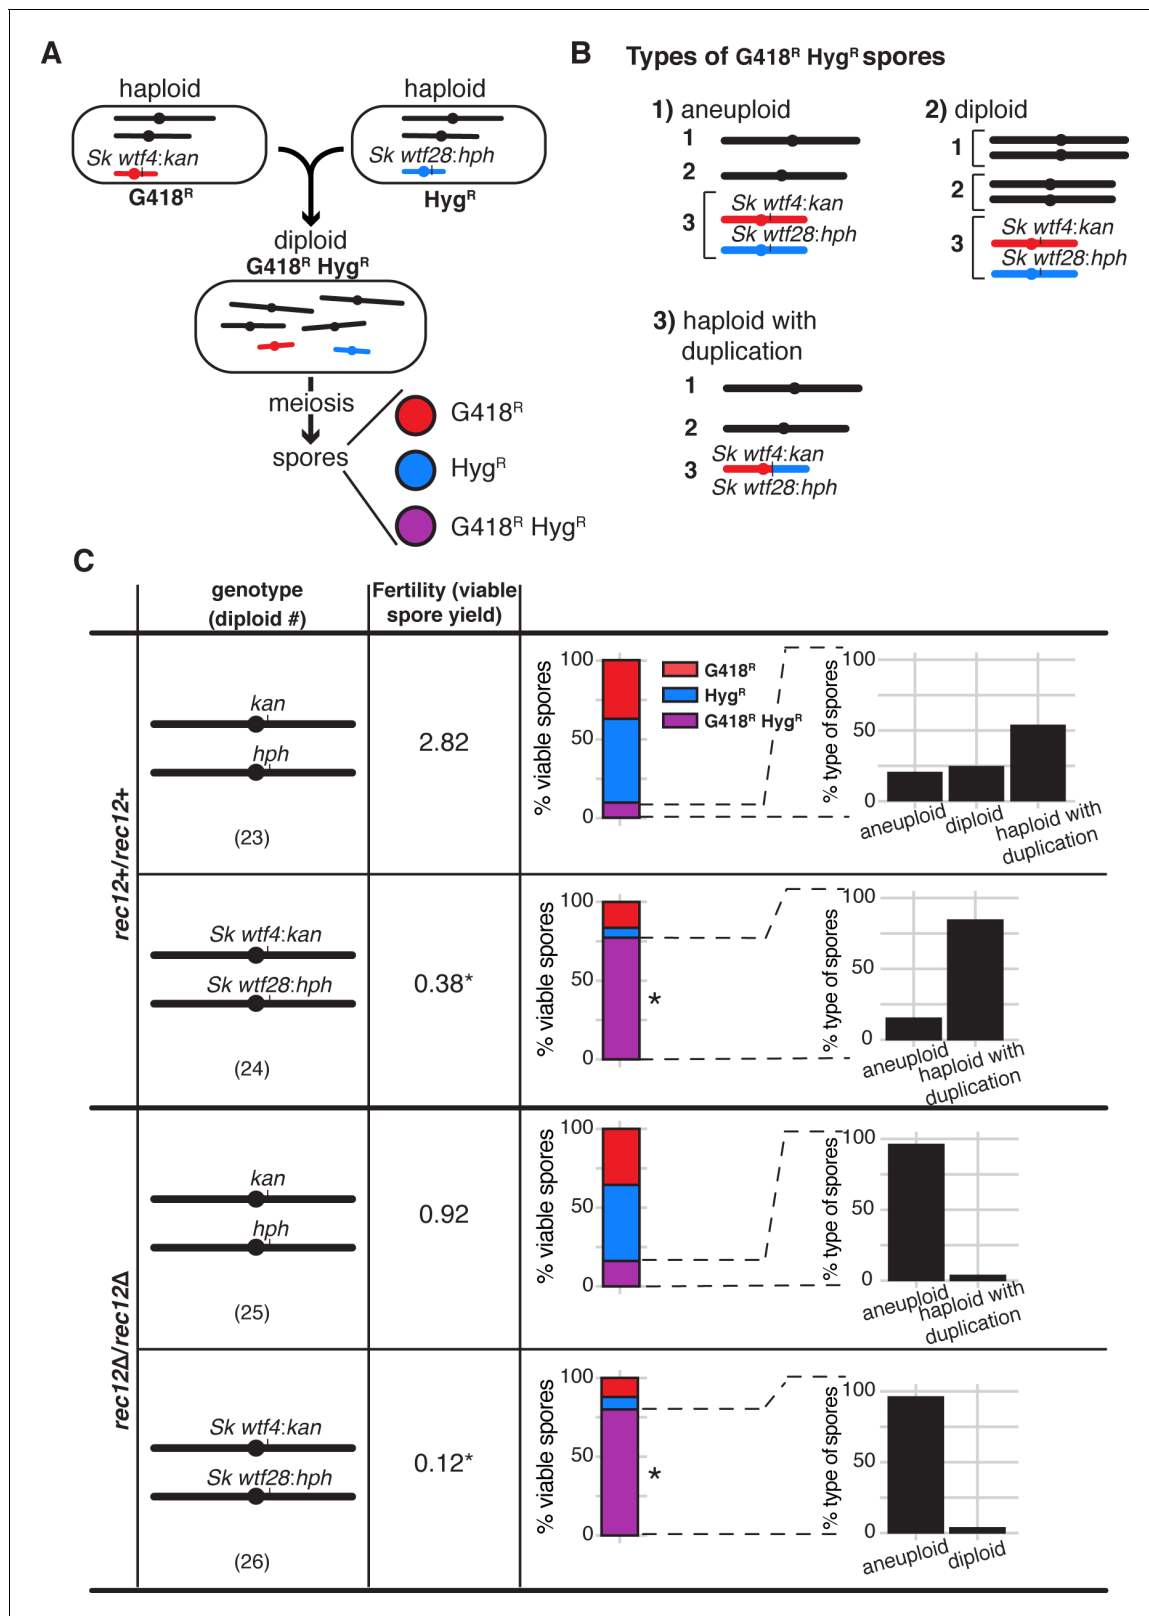 A
haploid
haploid
Sk wtf4:kan
Sk wtf28:hph
G418ᴿ
Hygᴿ
diploid
G418ᴿ Hygᴿ
meiosis
spores
G418ᴿ
Hygᴿ
G418ᴿ Hygᴿ
B
Types of G418ᴿ Hygᴿ spores
1) aneuploid
1
2
3
Sk wtf4:kan
Sk wtf28:hph
2) diploid
1
2
3
Sk wtf4:kan
Sk wtf28:hph
3) haploid with
duplication
1
2
3
Sk wtf4:kan
Sk wtf28:hph
C
genotype
(diploid #)
Fertility (viable
spore yield)
rec12+/rec12+
kan
hph
(23)
2.82
% viable spores
100
50
0
G418ᴿ
Hygᴿ
G418ᴿ Hygᴿ
% type of spores
100
50
0
aneuploid
diploid
haploid with
duplication
Sk wtf4:kan
Sk wtf28:hph
(24)
0.38*
% viable spores
100
50
0
*
% type of spores
100
50
0
aneuploid
haploid with
duplication
rec12Δ/rec12Δ
kan
hph
(25)
0.92
% viable spores
100
50
0
% type of spores
100
50
0
aneuploid
haploid with
duplication
Sk wtf4:kan
Sk wtf28:hph
(26)
0.12*
% viable spores
100
50
0
*
% type of spores
100
50
0
aneuploid
diploid